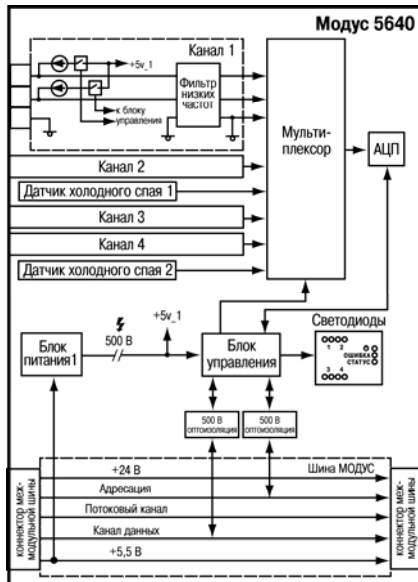 Модус 5640
Канал 1
+5v_1
Фильтр
низких
частот
к блоку
управления
Мульти-
плексор
АЦП
Канал 2
Датчик холодного спая 1
Канал 3
Канал 4
Датчик холодного спая 2
+5v_1
500 В
Блок
питания1
Блок
управления
Светодиоды
1 2
ОШИБКА
СТАТУС
3 4
500 В
оптоизоляция
500 В
оптоизоляция
коннектор меж-
модульной шины
+24 В
Шина МОДУС
Адресация
Потоковый канал
Канал данных
+5,5 В
коннектор меж-
модульной шины